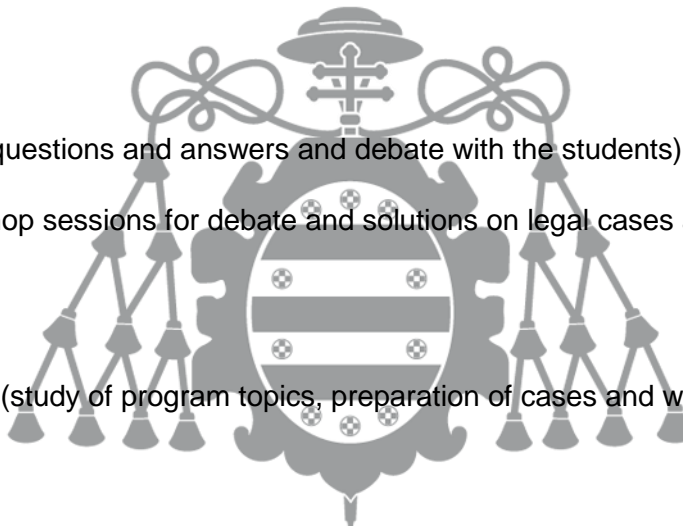 questions and answers and debate with the students)
op sessions for debate and solutions on legal cases
(study of program topics, preparation of cases and w